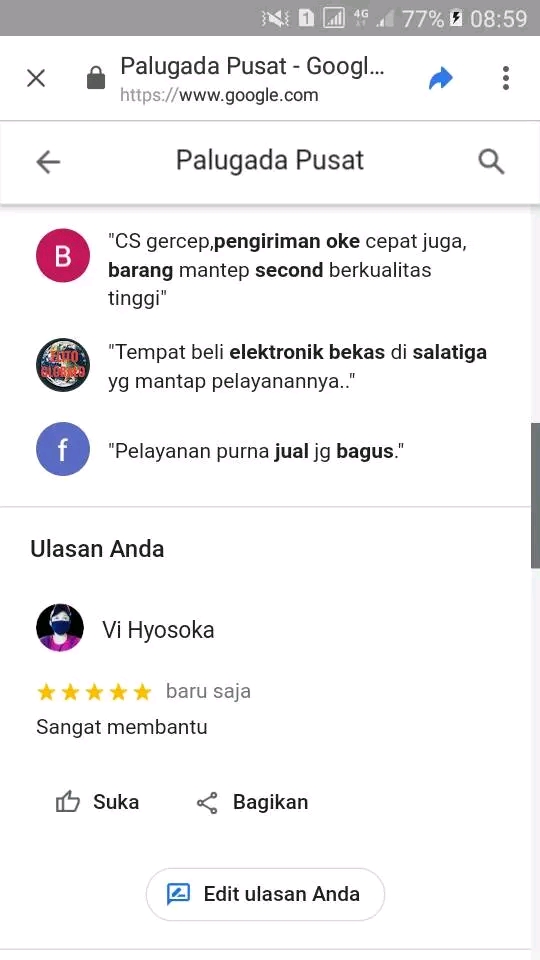 1 4G 77% 08:59
Palugada Pusat - Googl...
https://www.google.com
Palugada Pusat
B
"CS gercep,pengiriman oke cepat juga,
barang mantep second berkualitas
tinggi"
"Tempat beli elektronik bekas di salatiga
yg mantap pelayanannya.."
f
"Pelayanan purna jual jg bagus."
Ulasan Anda
Vi Hyosoka
baru saja
Sangat membantu
Suka
Bagikan
Edit ulasan Anda